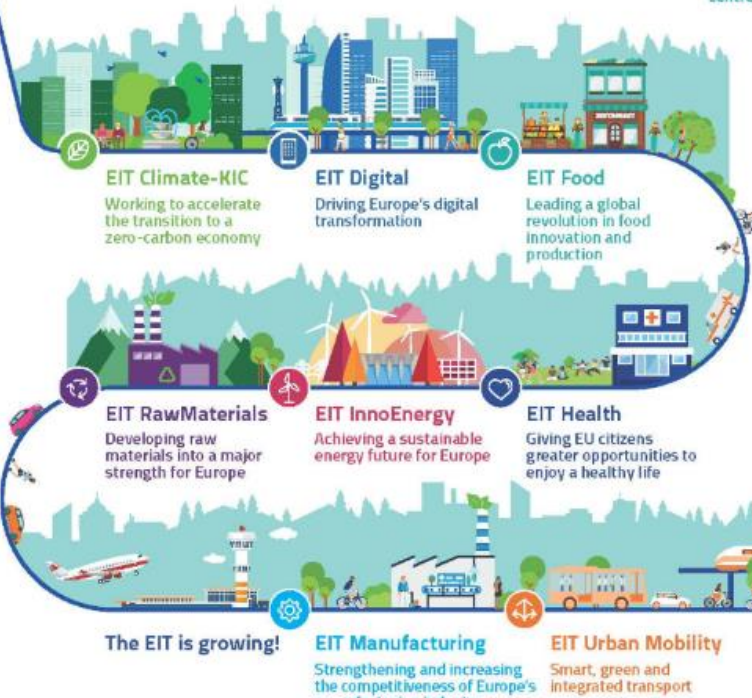 EIT Climate-KIC
Working to accelerate
the transition to a
zero-carbon economy
EIT Digital
Driving Europe's digital
transformation
EIT Food
Leading a global
revolution in food
innovation and
production
EIT RawMaterials
Developing raw
materials into a major
strength for Europe
EIT InnoEnergy
Achieving a sustainable
energy future for Europe
EIT Health
Giving EU citizens
greater opportunities to
enjoy a healthy life
The EIT is growing!
EIT Manufacturing
Strengthening and increasing
the competitiveness of Europe's
EIT Urban Mobility
Smart, green and
integrated transport